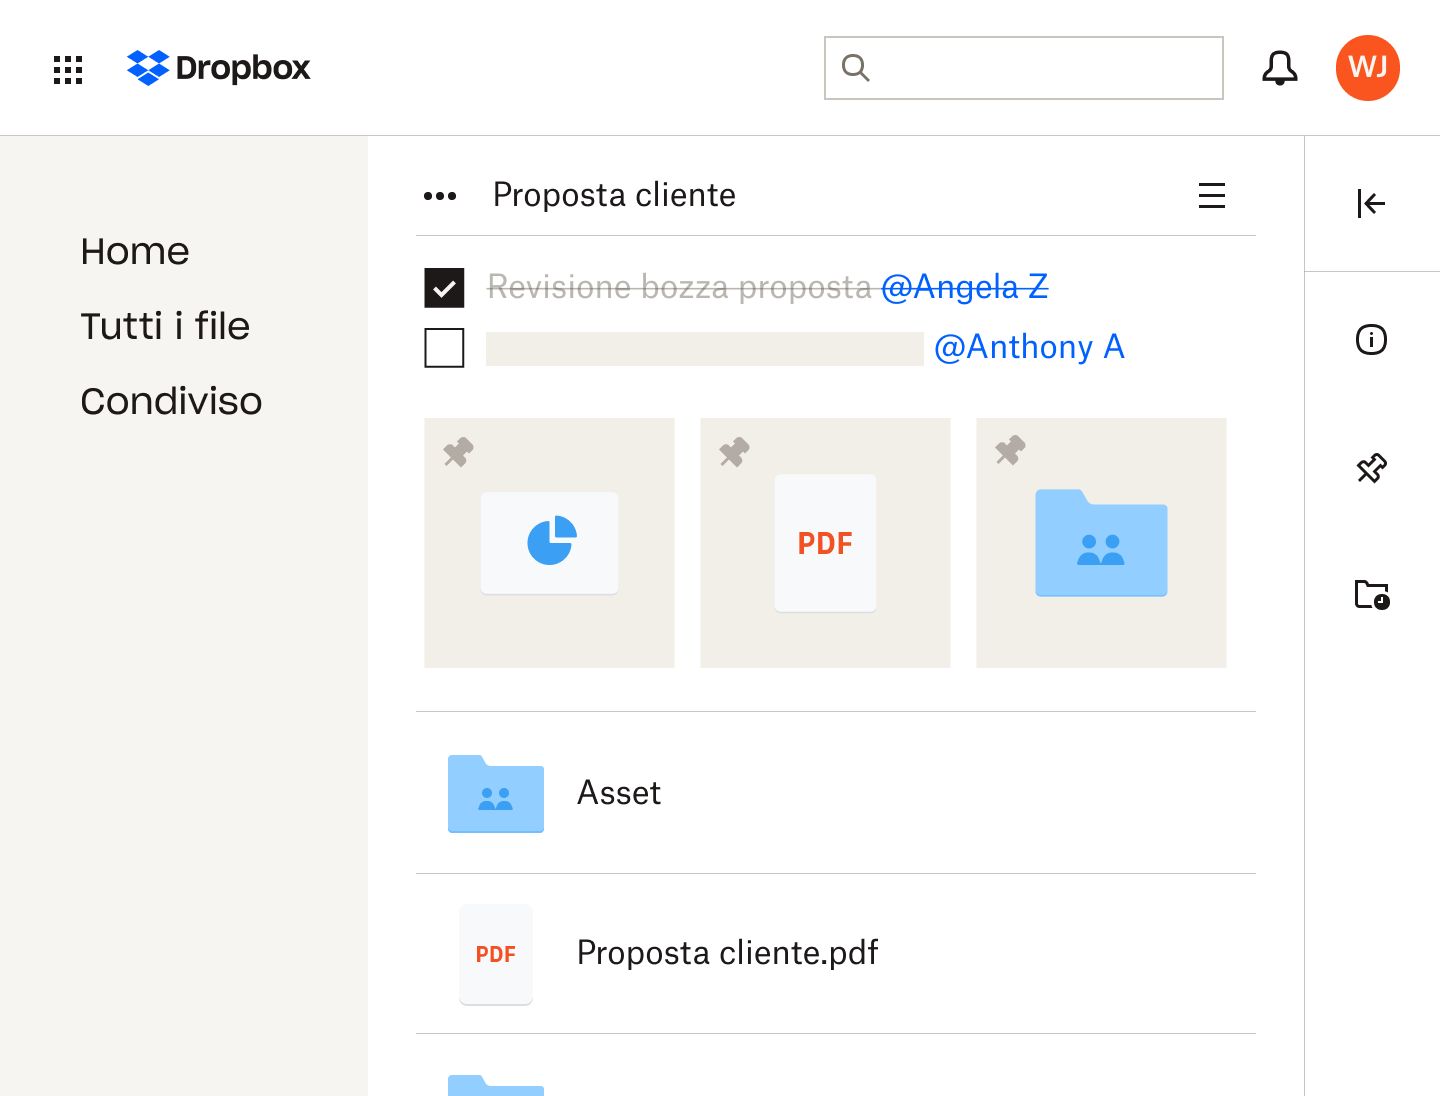 Dropbox
WJ
Home
Tutti i file
Condiviso
Proposta cliente
Revisione bozza proposta @Angela Z
@Anthony A
PDF
Asset
PDF
Proposta cliente.pdf